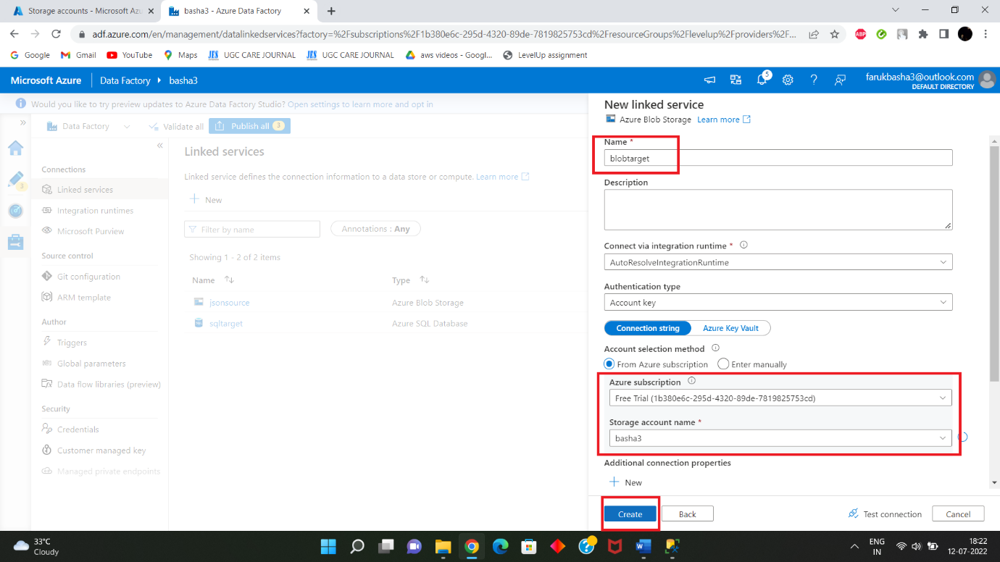 Storage accounts - Microsoft Azu
basha3 - Azure Data Factory
adf.azure.com/en/management/datalinkedservices?factory=%2Fsubscriptions%2F1b380e6c-295d-4320-89de-7819825753cd%2FresourceGroups%2Flevelup%2Fproviders%2F...
ABP
Google Gmail YouTube Maps UGC CARE JOURNAL UGC CARE JOURNAL aws videos - Googl... LevelUp assignment
Microsoft Azure Data Factory basha3
5
farukbasha3@outlook.com
DEFAULT DIRECTORY
Would you like to try preview updates to Azure Data Factory Studio? Open settings to learn more and opt in
Data Factory Validate all Publish all 3
3
Connections
Linked services
Integration runtimes
Microsoft Purview
Source control
Git configuration
ARM template
Author
Triggers
Global parameters
Data flow libraries (preview)
Security
Credentials
Customer managed key
Managed private endpoints
Linked services
Linked service defines the connection information to a data store or compute. Learn more
New
Filter by name Annotations : Any
Showing 1 - 2 of 2 items
Name Type
jsonsource Azure Blob Storage
sqltarget Azure SQL Database
New linked service
Azure Blob Storage Learn more
Name *
blobtarget
Description
Connect via integration runtime *
AutoResolveIntegrationRuntime
Authentication type
Account key
Connection string Azure Key Vault
Account selection method
From Azure subscription Enter manually
Azure subscription
Free Trial (1b380e6c-295d-4320-89de-7819825753cd)
Storage account name *
basha3
Additional connection properties
New
Create Back Test connection Cancel
33°C
Cloudy
ENG
IN
18:22
12-07-2022